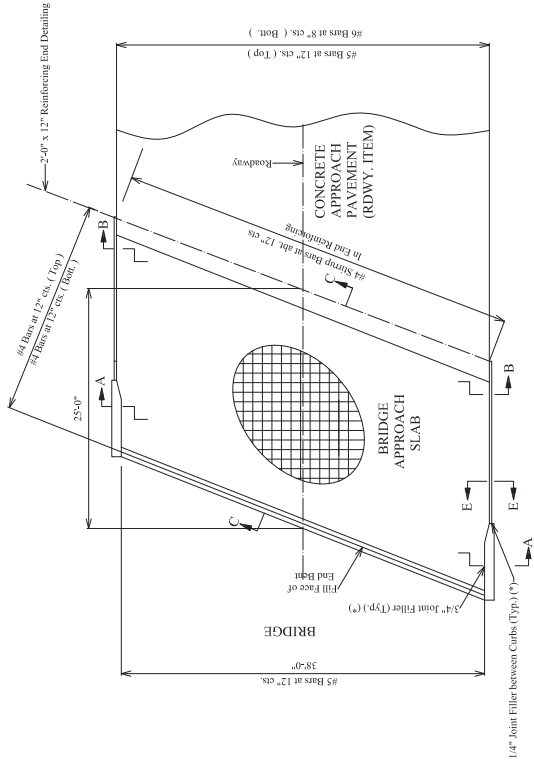 2'-0" x 12" Reinforcing End Detailing
#6 Bars at 8" cts. ( Bott. )
#5 Bars at 12" cts. ( Top )
#4 Bars at 12" cts. ( Top )
#4 Bars at 12" cts. ( Bott. )
B
A
25'-0"
Roadway
CONCRETE
APPROACH
PAVEMENT
(RDWY. ITEM)
#4 Stirrup Bars at abt. 12" cts
In End Reinforcing
C
BRIDGE
APPROACH
SLAB
B
C
E
E
A
Fill Face of
End Bent
3/4" Joint Filler (Typ.) (*)
BRIDGE
38'-0"
#5 Bars at 12" cts.
1/4" Joint Filler between Curbs (Typ.) (*)